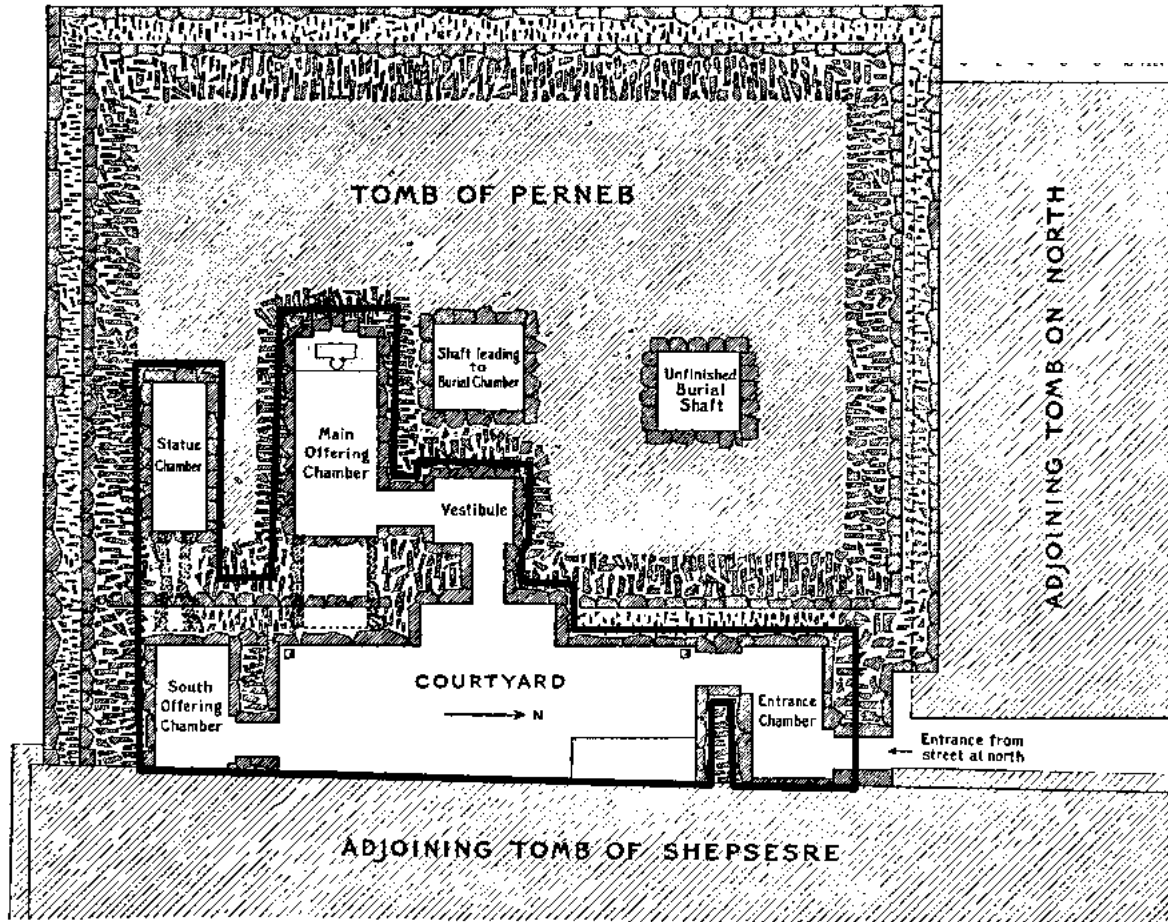 TOMB OF PERNEB
ADJOINING TOMB ON NORTH
Shaft leading
to
Burial Chamber
Unfinished
Burial
Shaft
Statue
Chamber
Main
Offering
Chamber
Vestibule
South
Offering
Chamber
COURTYARD
N
Entrance
Chamber
Entrance from
street at north
ADJOINING TOMB OF SHEPSESRE